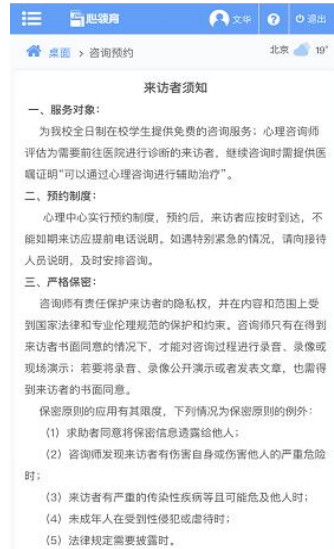 心领育
文华
退出
桌面 > 咨询预约
北京 19°
来访者须知
一、服务对象：
为我校全日制在校学生提供免费的咨询服务；心理咨询师
评估为需要前往医院进行诊断的来访者，继续咨询时需提供医
嘱证明“可以通过心理咨询进行辅助治疗”。
二、预约制度：
心理中心实行预约制度，预约后，来访者应按时到达，不
能如期来访应提前电话说明。如遇特别紧急的情况，请向接待
人员说明，及时安排咨询。
三、严格保密：
咨询师有责任保护来访者的隐私权，并在内容和范围上受
到国家法律和专业伦理规范的保护和约束。咨询师只有在得到
来访者书面同意的情况下，才能对咨询过程进行录音、录像或
现场演示；若要将录音、录像公开演示或者发表文章，也需得
到来访者的书面同意。
保密原则的应用有其限度，下列情况为保密原则的例外：
（1）求助者同意将保密信息透露给他人；
（2）咨询师发现来访者有伤害自身或伤害他人的严重危险
时；
（3）来访者有严重的传染性疾病等且可能危及他人时；
（4）未成年人在受到性侵犯或虐待时；
（5）法律规定需要披露时。